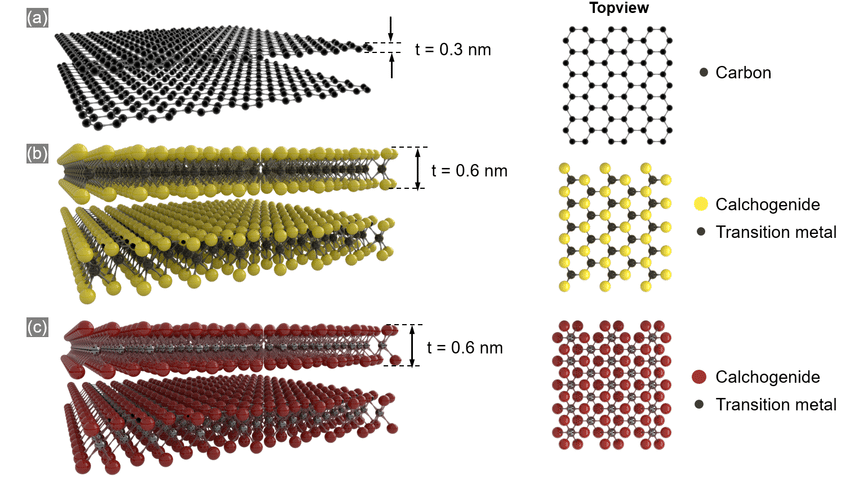 (a)
t = 0.3 nm
Topview
Carbon
(b)
t = 0.6 nm
Calchogenide
Transition metal
(c)
t = 0.6 nm
Calchogenide
Transition metal